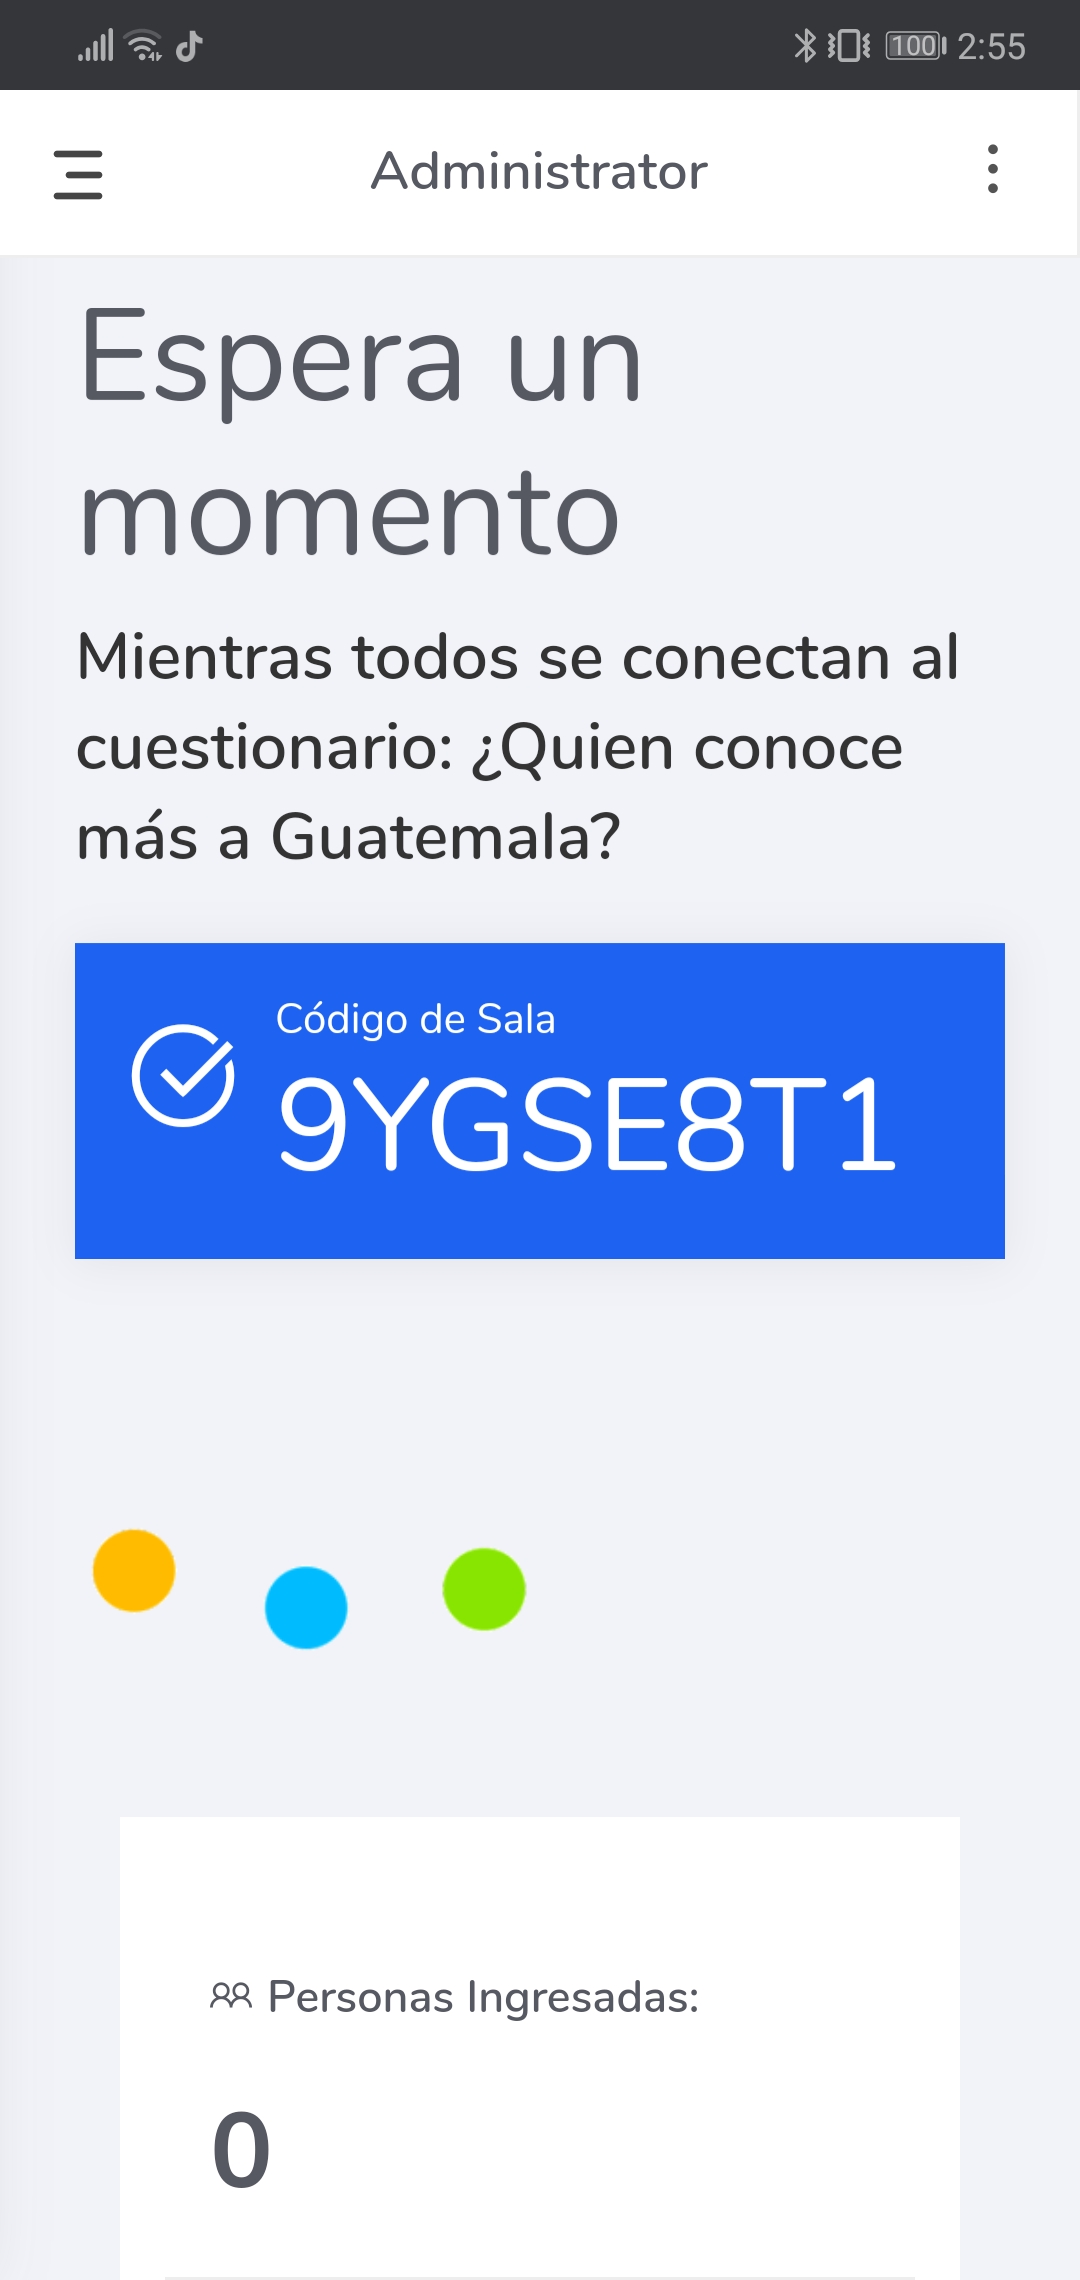 100 2:55
Administrator
Espera un
momento
Mientras todos se conectan al
cuestionario: ¿Quien conoce
más a Guatemala?
Código de Sala
9YGSE8T1
Personas Ingresadas:
0